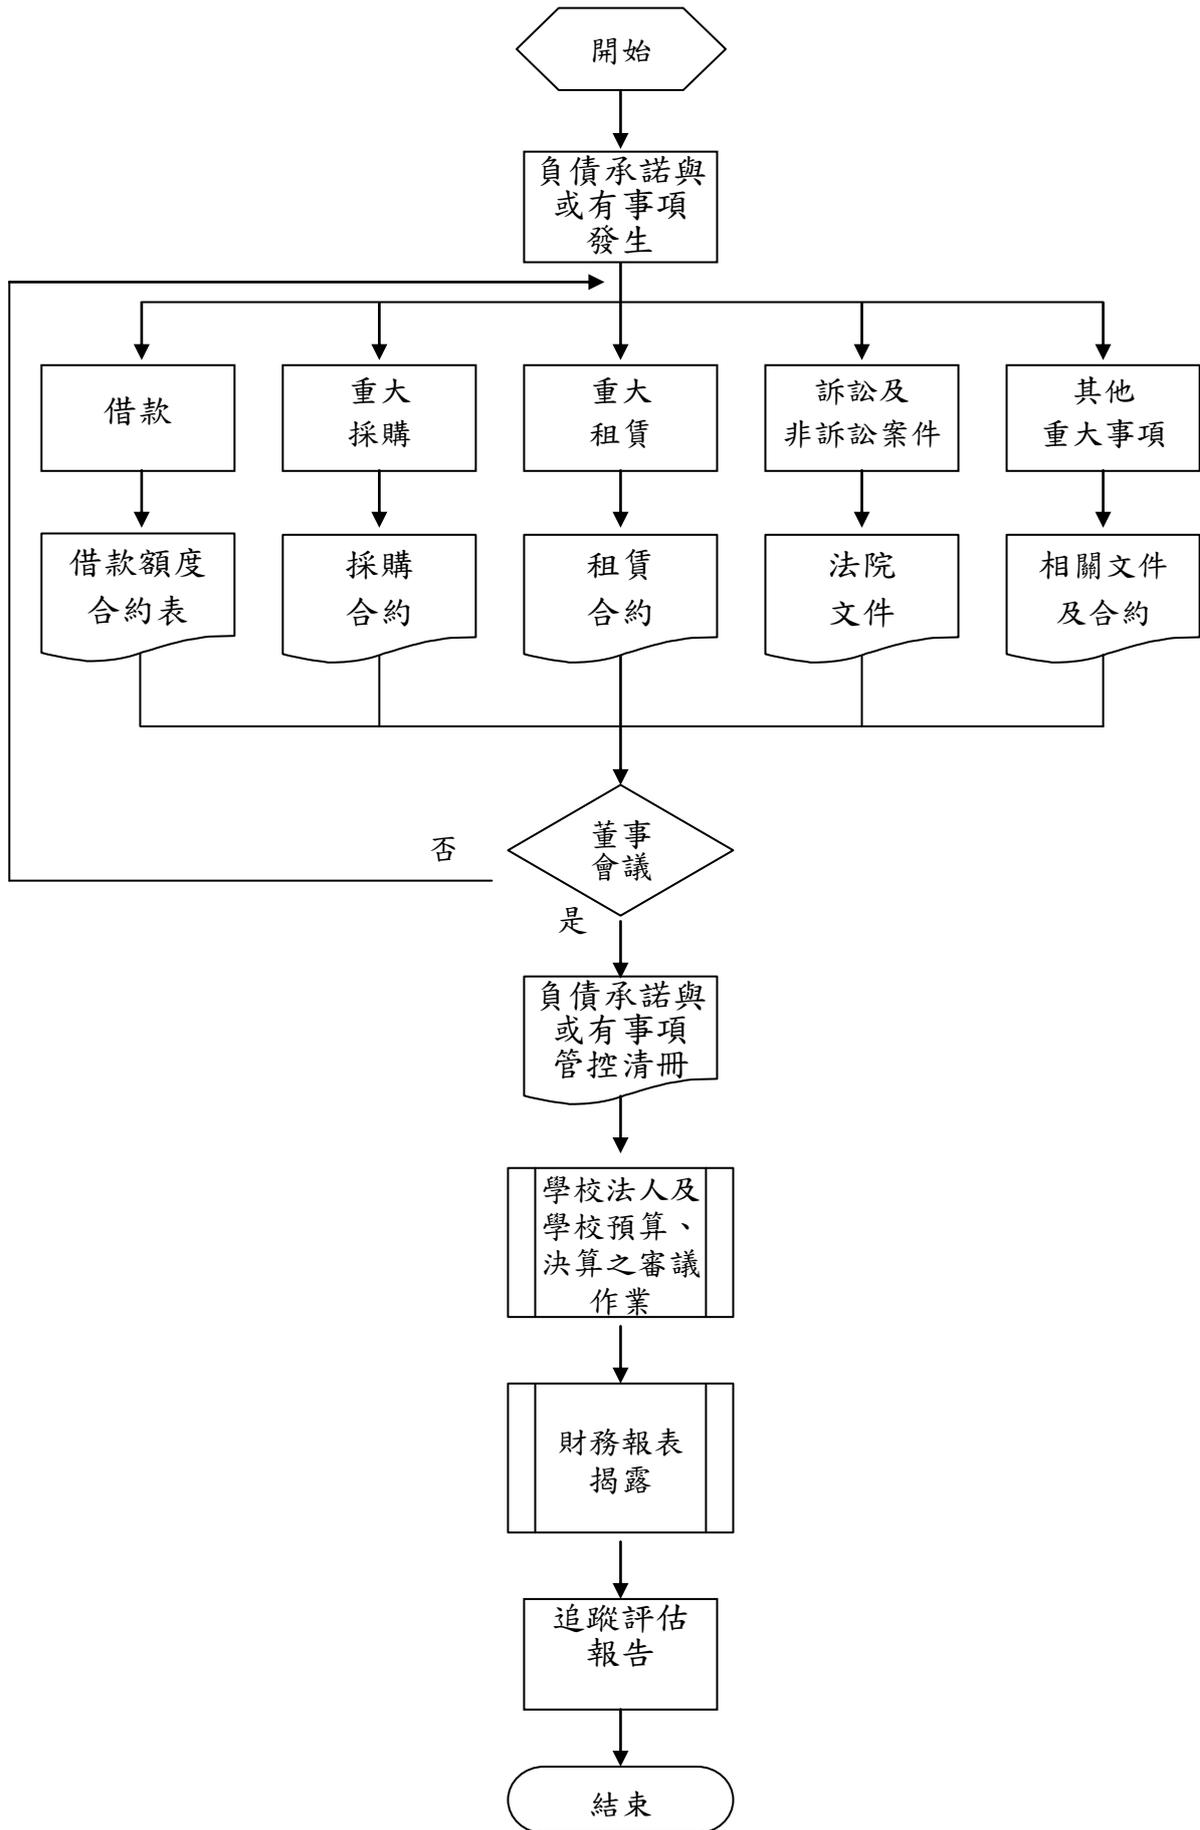 開始
負債承諾與
或有事項
發生
借款
重大
採購
重大
租賃
訴訟及
非訴訟案件
其他
重大事項
借款額度
合約表
採購
合約
租賃
合約
法院
文件
相關文件
及合約
董事
會議
否
是
負債承諾與
或有事項
管控清冊
學校法人及
學校預算、
決算之審議
作業
財務報表
揭露
追蹤評估
報告
結束